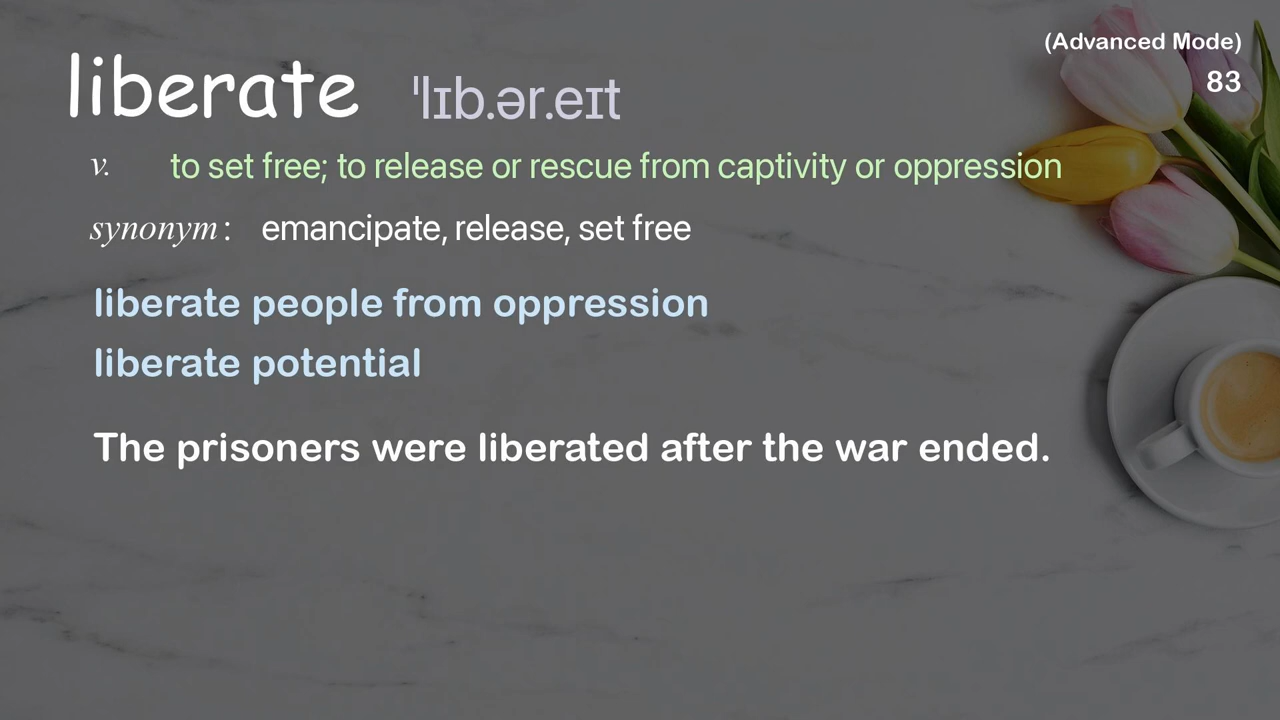 (Advanced Mode)
83
liberate ˈlɪb.ər.eɪt
v. to set free; to release or rescue from captivity or oppression
synonym : emancipate, release, set free
liberate people from oppression
liberate potential
The prisoners were liberated after the war ended.